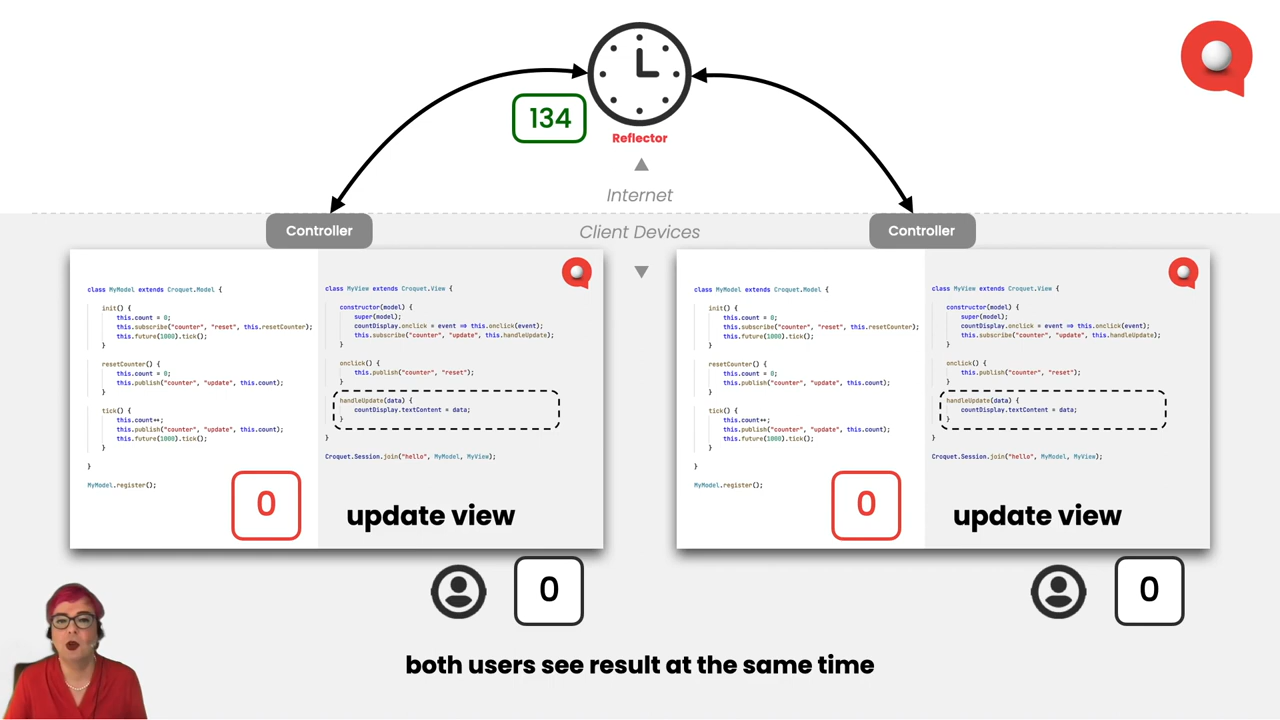 134
Reflector
Internet
Client Devices
Controller
class MyModel extends Croquet.Model {
init() {
this.count = 0;
this.subscribe("counter", "reset", this.resetCounter);
this.future(1000).tick();
}
resetCounter() {
this.count = 0;
this.publish("counter", "update", this.count);
}
tick() {
this.count++;
this.publish("counter", "update", this.count);
this.future(1000).tick();
}
}
MyModel.register();
0
class MyView extends Croquet.View {
constructor(model) {
super(model);
countDisplay.onclick = event => this.onclick(event);
this.subscribe("counter", "update", this.handleUpdate);
}
onclick() {
this.publish("counter", "reset");
}
handleUpdate(data) {
countDisplay.textContent = data;
}
}
Croquet.Session.join("hello", MyModel, MyView);
update view
0
Controller
class MyModel extends Croquet.Model {
init() {
this.count = 0;
this.subscribe("counter", "reset", this.resetCounter);
this.future(1000).tick();
}
resetCounter() {
this.count = 0;
this.publish("counter", "update", this.count);
}
tick() {
this.count++;
this.publish("counter", "update", this.count);
this.future(1000).tick();
}
}
MyModel.register();
0
class MyView extends Croquet.View {
constructor(model) {
super(model);
countDisplay.onclick = event => this.onclick(event);
this.subscribe("counter", "update", this.handleUpdate);
}
onclick() {
this.publish("counter", "reset");
}
handleUpdate(data) {
countDisplay.textContent = data;
}
}
Croquet.Session.join("hello", MyModel, MyView);
update view
0
both users see result at the same time